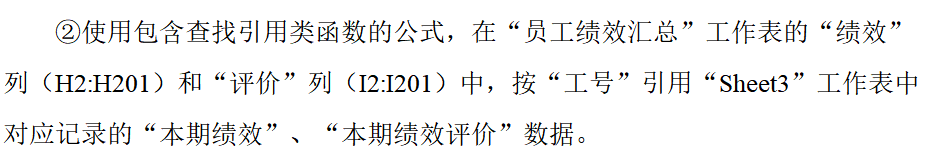 ②使用包含查找引用类函数的公式，在“员工绩效汇总”工作表的“绩效”
列（H2:H201）和“评价”列（I2:I201）中，按“工号”引用“Sheet3”工作表中
对应记录的“本期绩效”、“本期绩效评价”数据。